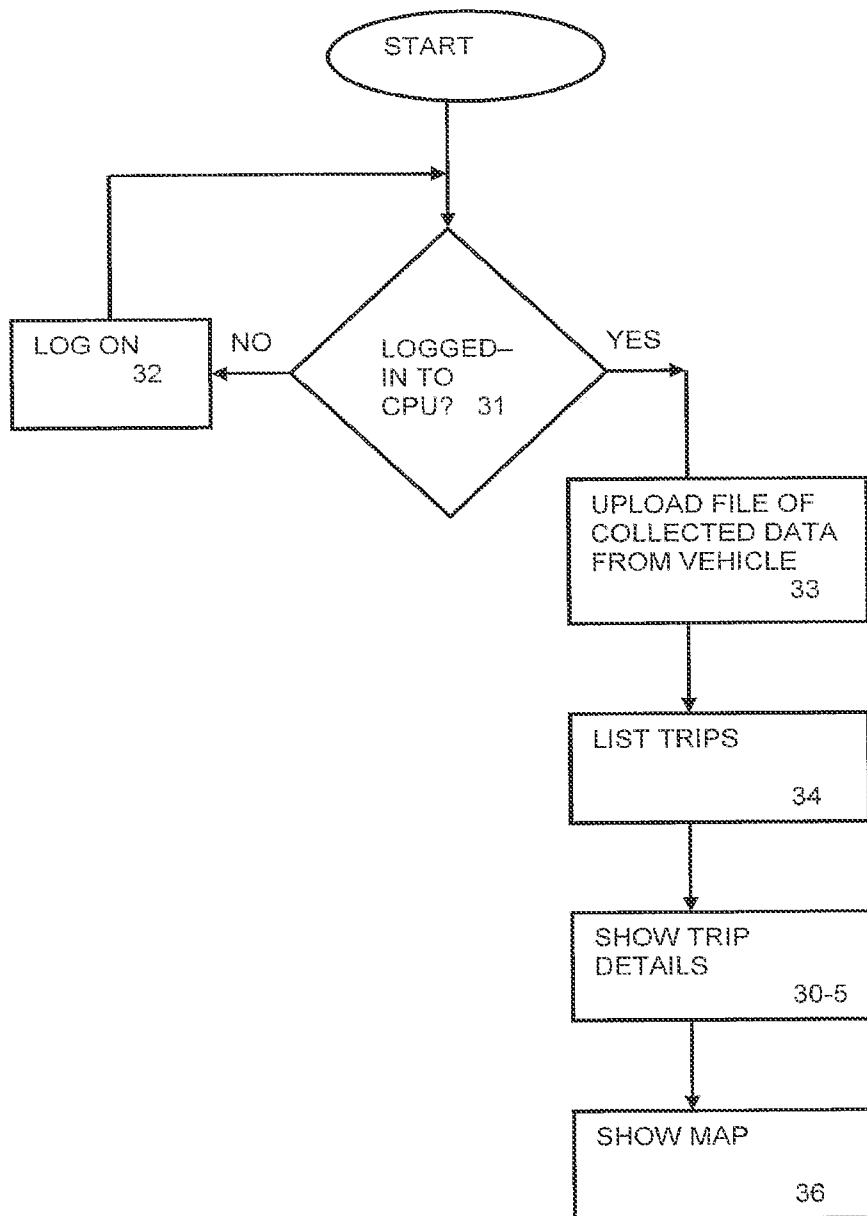 START
LOG ON
32
NO
LOGGED–
IN TO
CPU? 31
YES
UPLOAD FILE OF
COLLECTED DATA
FROM VEHICLE
33
LIST TRIPS
34
SHOW TRIP
DETAILS
30-5
SHOW MAP
36